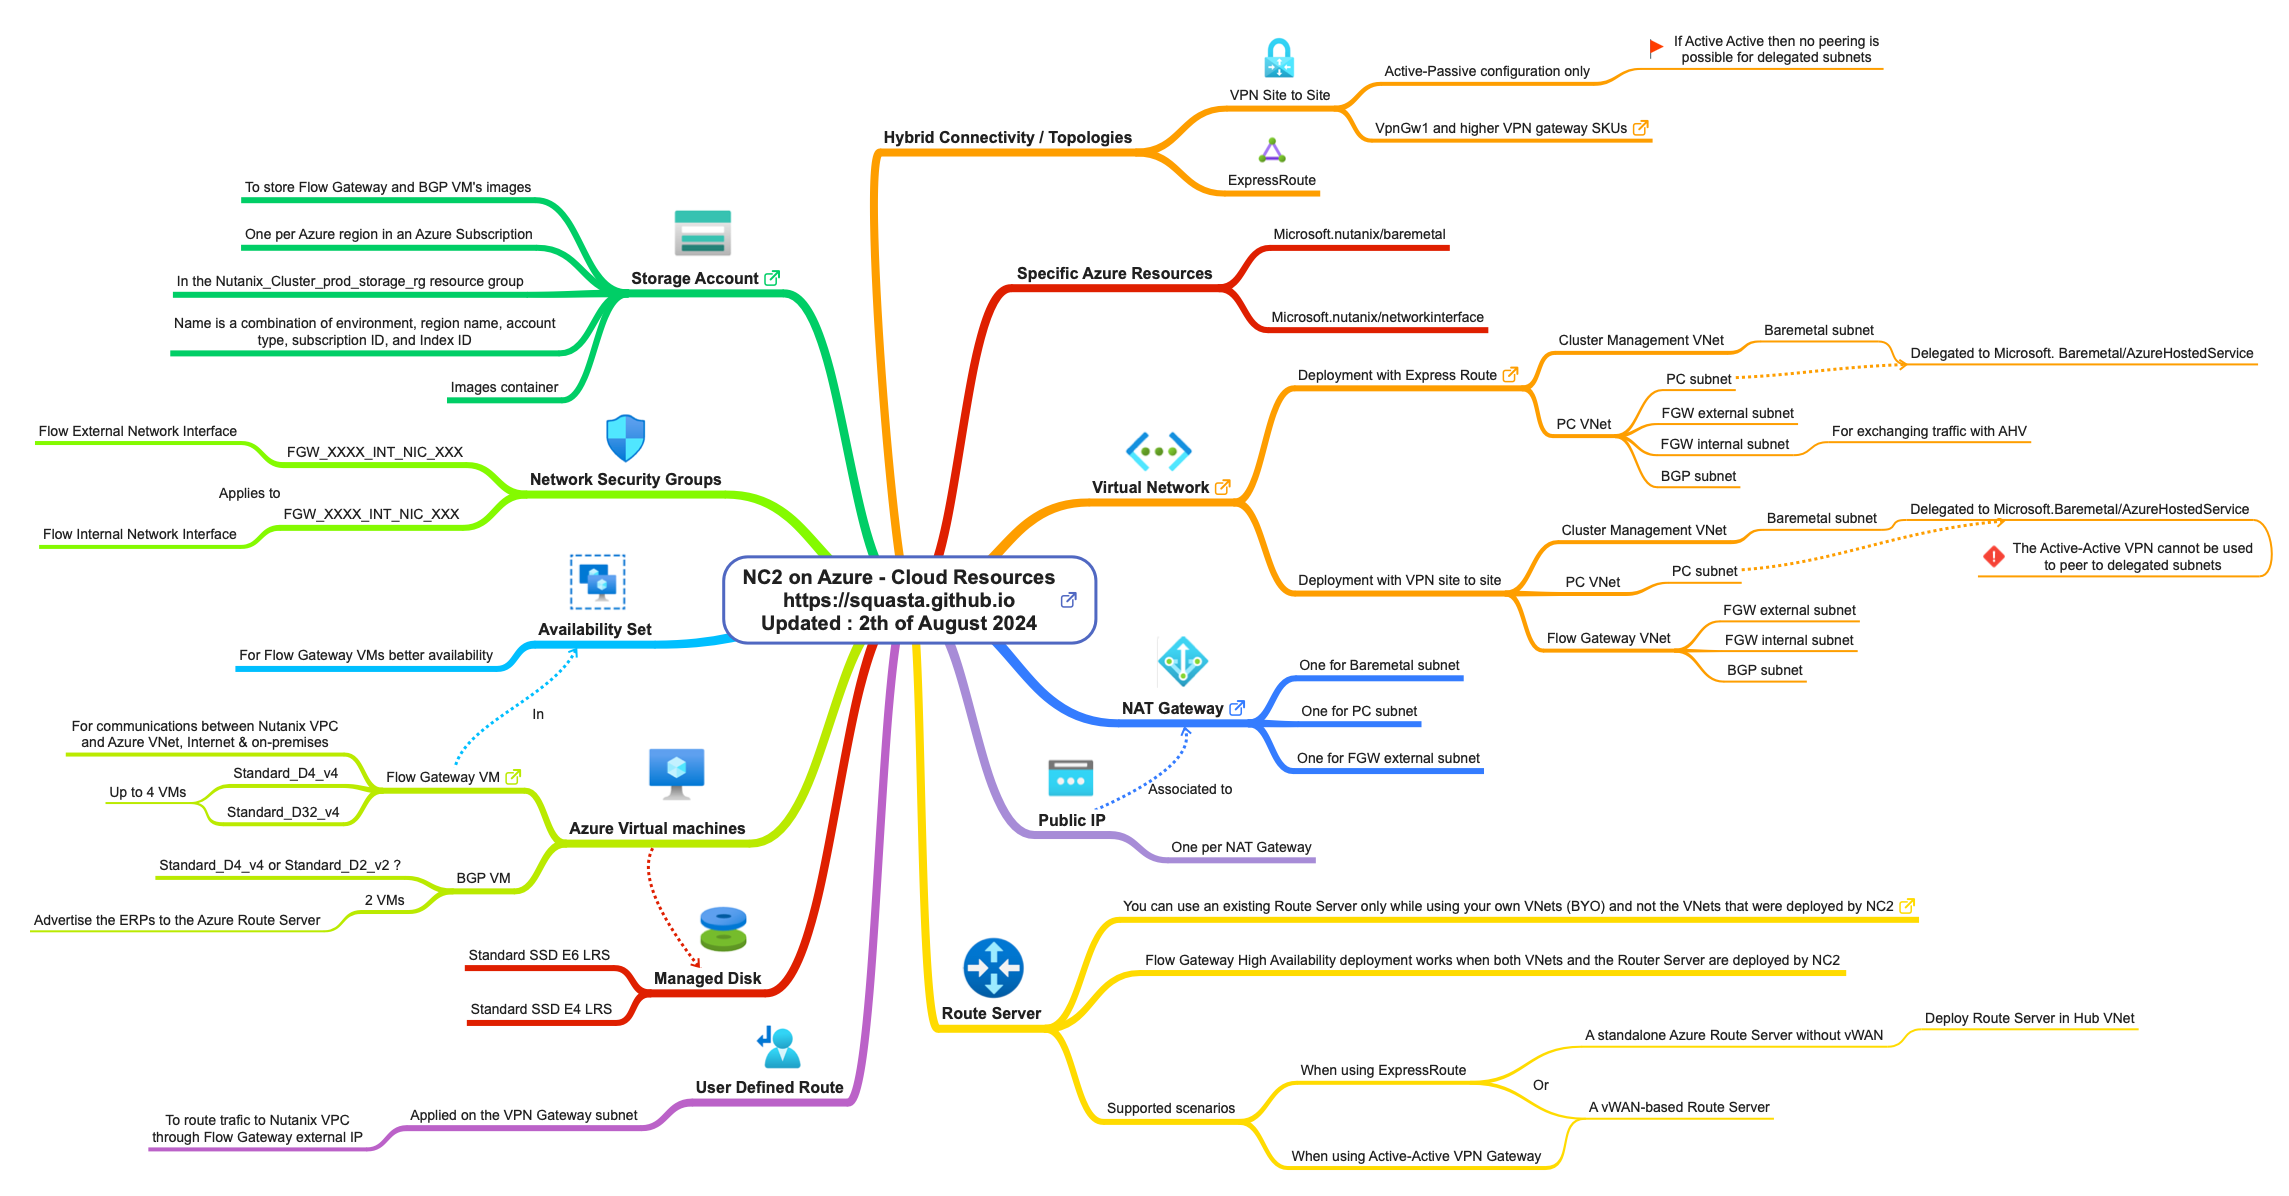 NC2 on Azure - Cloud Resources
https://squasta.github.io
Updated : 2th of August 2024
Hybrid Connectivity / Topologies
VPN Site to Site
Active-Passive configuration only
If Active Active then no peering is
possible for delegated subnets
VpnGw1 and higher VPN gateway SKUs
ExpressRoute
Specific Azure Resources
Microsoft.nutanix/baremetal
Microsoft.nutanix/networkinterface
Virtual Network
Deployment with Express Route
Cluster Management VNet
Baremetal subnet
Delegated to Microsoft. Baremetal/AzureHostedService
PC VNet
PC subnet
FGW external subnet
FGW internal subnet
For exchanging traffic with AHV
BGP subnet
Deployment with VPN site to site
Cluster Management VNet
Baremetal subnet
Delegated to Microsoft.Baremetal/AzureHostedService
The Active-Active VPN cannot be used
to peer to delegated subnets
PC VNet
PC subnet
Flow Gateway VNet
FGW external subnet
FGW internal subnet
BGP subnet
NAT Gateway
One for Baremetal subnet
One for PC subnet
One for FGW external subnet
Associated to
Public IP
One per NAT Gateway
Route Server
You can use an existing Route Server only while using your own VNets (BYO) and not the VNets that were deployed by NC2
Flow Gateway High Availability deployment works when both VNets and the Router Server are deployed by NC2
Supported scenarios
When using ExpressRoute
A standalone Azure Route Server without vWAN
Deploy Route Server in Hub VNet
Or
A vWAN-based Route Server
When using Active-Active VPN Gateway
Storage Account
To store Flow Gateway and BGP VM's images
One per Azure region in an Azure Subscription
In the Nutanix_Cluster_prod_storage_rg resource group
Name is a combination of environment, region name, account
type, subscription ID, and Index ID
Images container
Network Security Groups
FGW_XXXX_INT_NIC_XXX
Flow External Network Interface
Applies to
FGW_XXXX_INT_NIC_XXX
Flow Internal Network Interface
Availability Set
For Flow Gateway VMs better availability
In
Azure Virtual machines
Flow Gateway VM
For communications between Nutanix VPC
and Azure VNet, Internet & on-premises
Standard_D4_v4
Up to 4 VMs
Standard_D32_v4
BGP VM
Standard_D4_v4 or Standard_D2_v2 ?
2 VMs
Advertise the ERPs to the Azure Route Server
Managed Disk
Standard SSD E6 LRS
Standard SSD E4 LRS
User Defined Route
Applied on the VPN Gateway subnet
To route trafic to Nutanix VPC
through Flow Gateway external IP